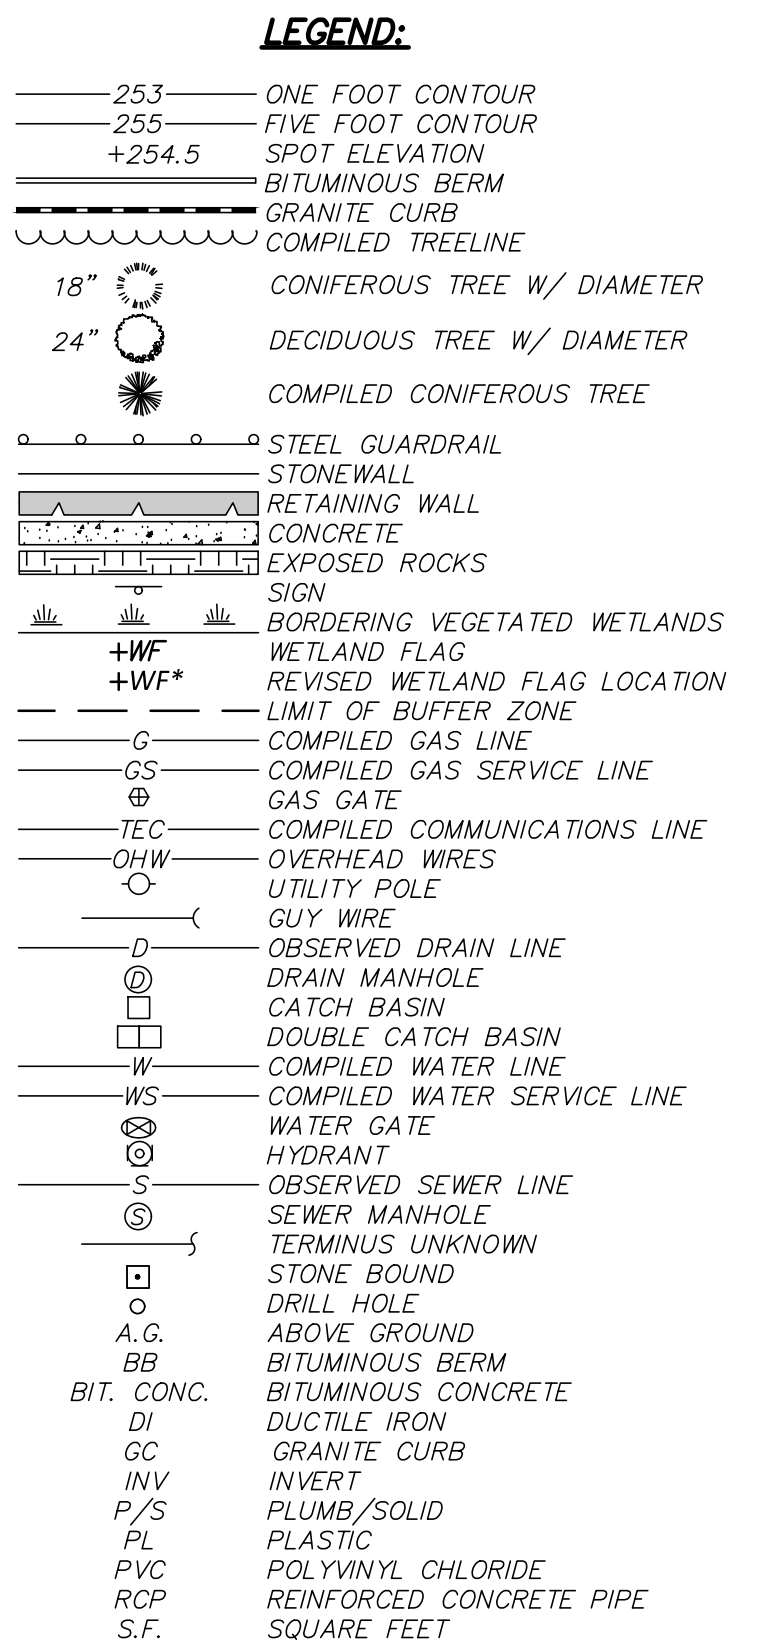 LEGEND:
253 ONE FOOT CONTOUR
255 FIVE FOOT CONTOUR
+254.5 SPOT ELEVATION
BITUMINOUS BERM
GRANITE CURB
COMPILED TREELINE
18" CONIFEROUS TREE W/ DIAMETER
24" DECIDUOUS TREE W/ DIAMETER
COMPILED CONIFEROUS TREE
STEEL GUARDRAIL
STONEWALL
RETAINING WALL
CONCRETE
EXPOSED ROCKS
SIGN
BORDERING VEGETATED WETLANDS
+WF WETLAND FLAG
+WF* REVISED WETLAND FLAG LOCATION
LIMIT OF BUFFER ZONE
G COMPILED GAS LINE
GS COMPILED GAS SERVICE LINE
GAS GATE
TEC COMPILED COMMUNICATIONS LINE
OHW OVERHEAD WIRES
UTILITY POLE
GUY WIRE
D OBSERVED DRAIN LINE
D DRAIN MANHOLE
CATCH BASIN
DOUBLE CATCH BASIN
W COMPILED WATER LINE
WS COMPILED WATER SERVICE LINE
WATER GATE
HYDRANT
S OBSERVED SEWER LINE
S SEWER MANHOLE
TERMINUS UNKNOWN
STONE BOUND
DRILL HOLE
A.G. ABOVE GROUND
BB BITUMINOUS BERM
BIT. CONC. BITUMINOUS CONCRETE
DI DUCTILE IRON
GC GRANITE CURB
INV INVERT
P/S PLUMB/SOLID
PL PLASTIC
PVC POLYVINYL CHLORIDE
RCP REINFORCED CONCRETE PIPE
S.F. SQUARE FEET